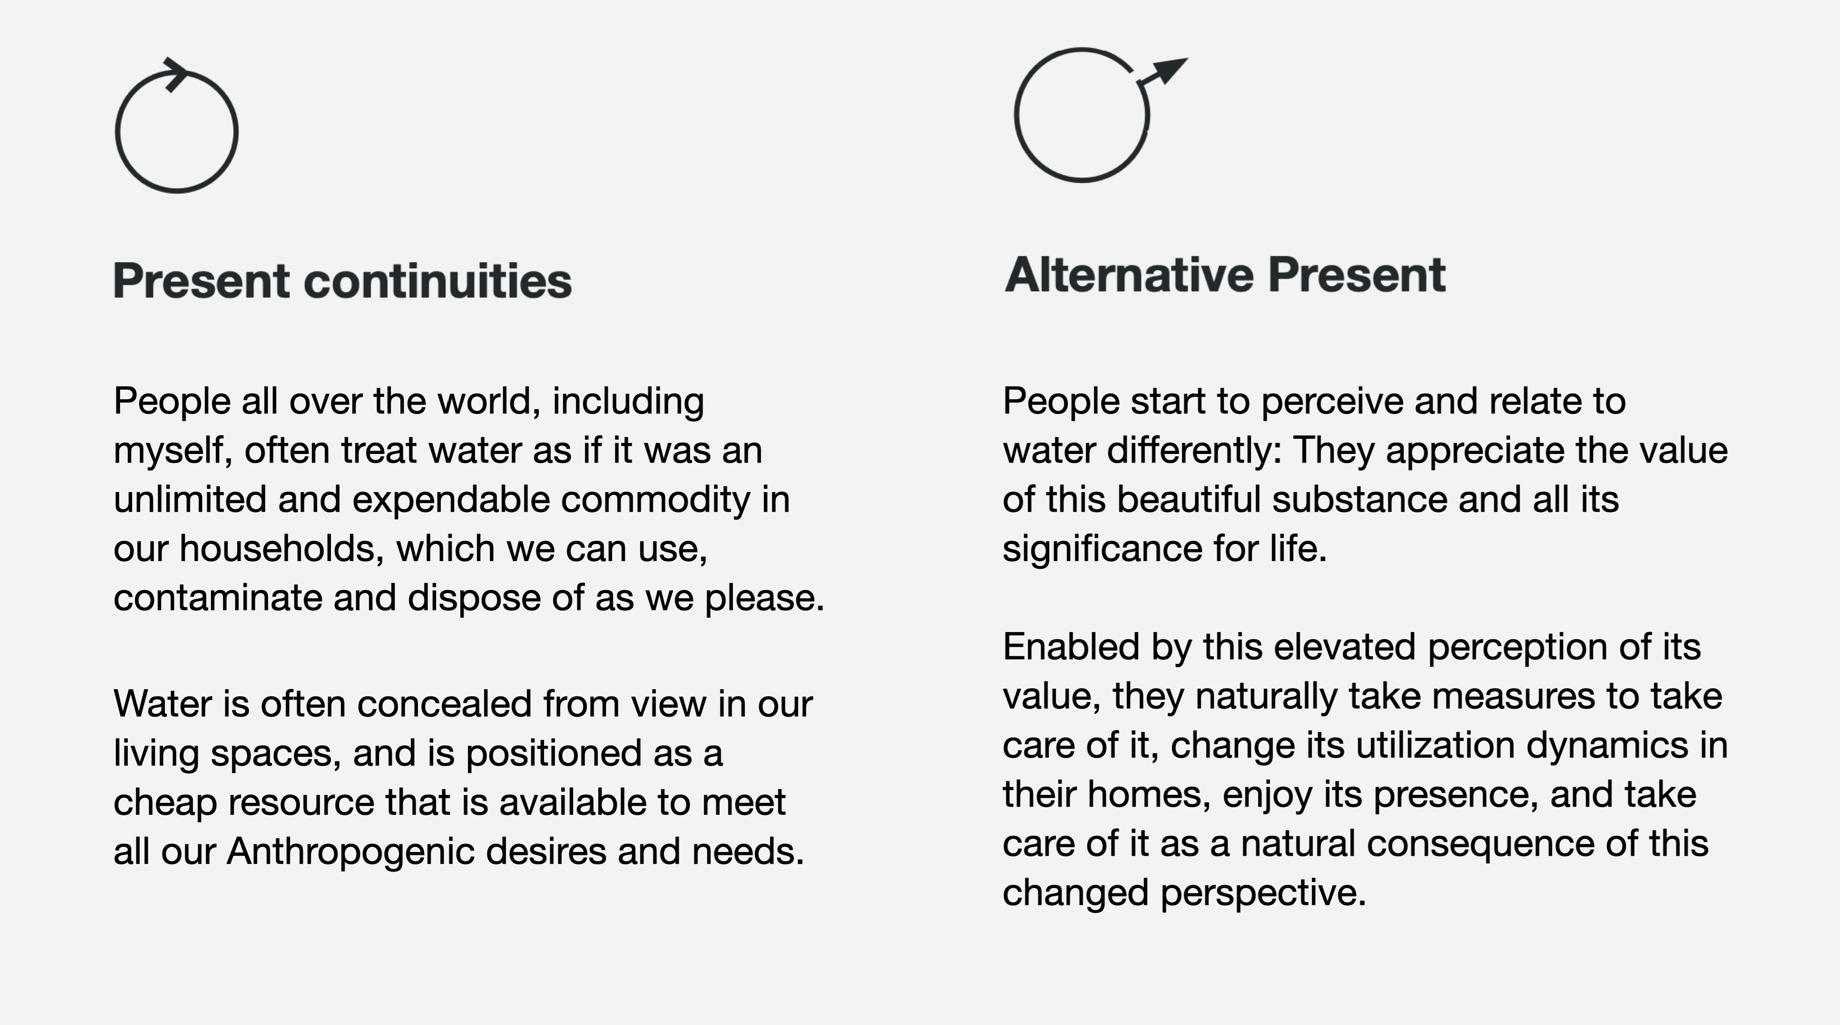 Present continuities
People all over the world, including
myself, often treat water as if it was an
unlimited and expendable commodity in
our households, which we can use,
contaminate and dispose of as we please.
Water is often concealed from view in our
living spaces, and is positioned as a
cheap resource that is available to meet
all our Anthropogenic desires and needs.
Alternative Present
People start to perceive and relate to
water differently: They appreciate the value
of this beautiful substance and all its
significance for life.
Enabled by this elevated perception of its
value, they naturally take measures to take
care of it, change its utilization dynamics in
their homes, enjoy its presence, and take
care of it as a natural consequence of this
changed perspective.